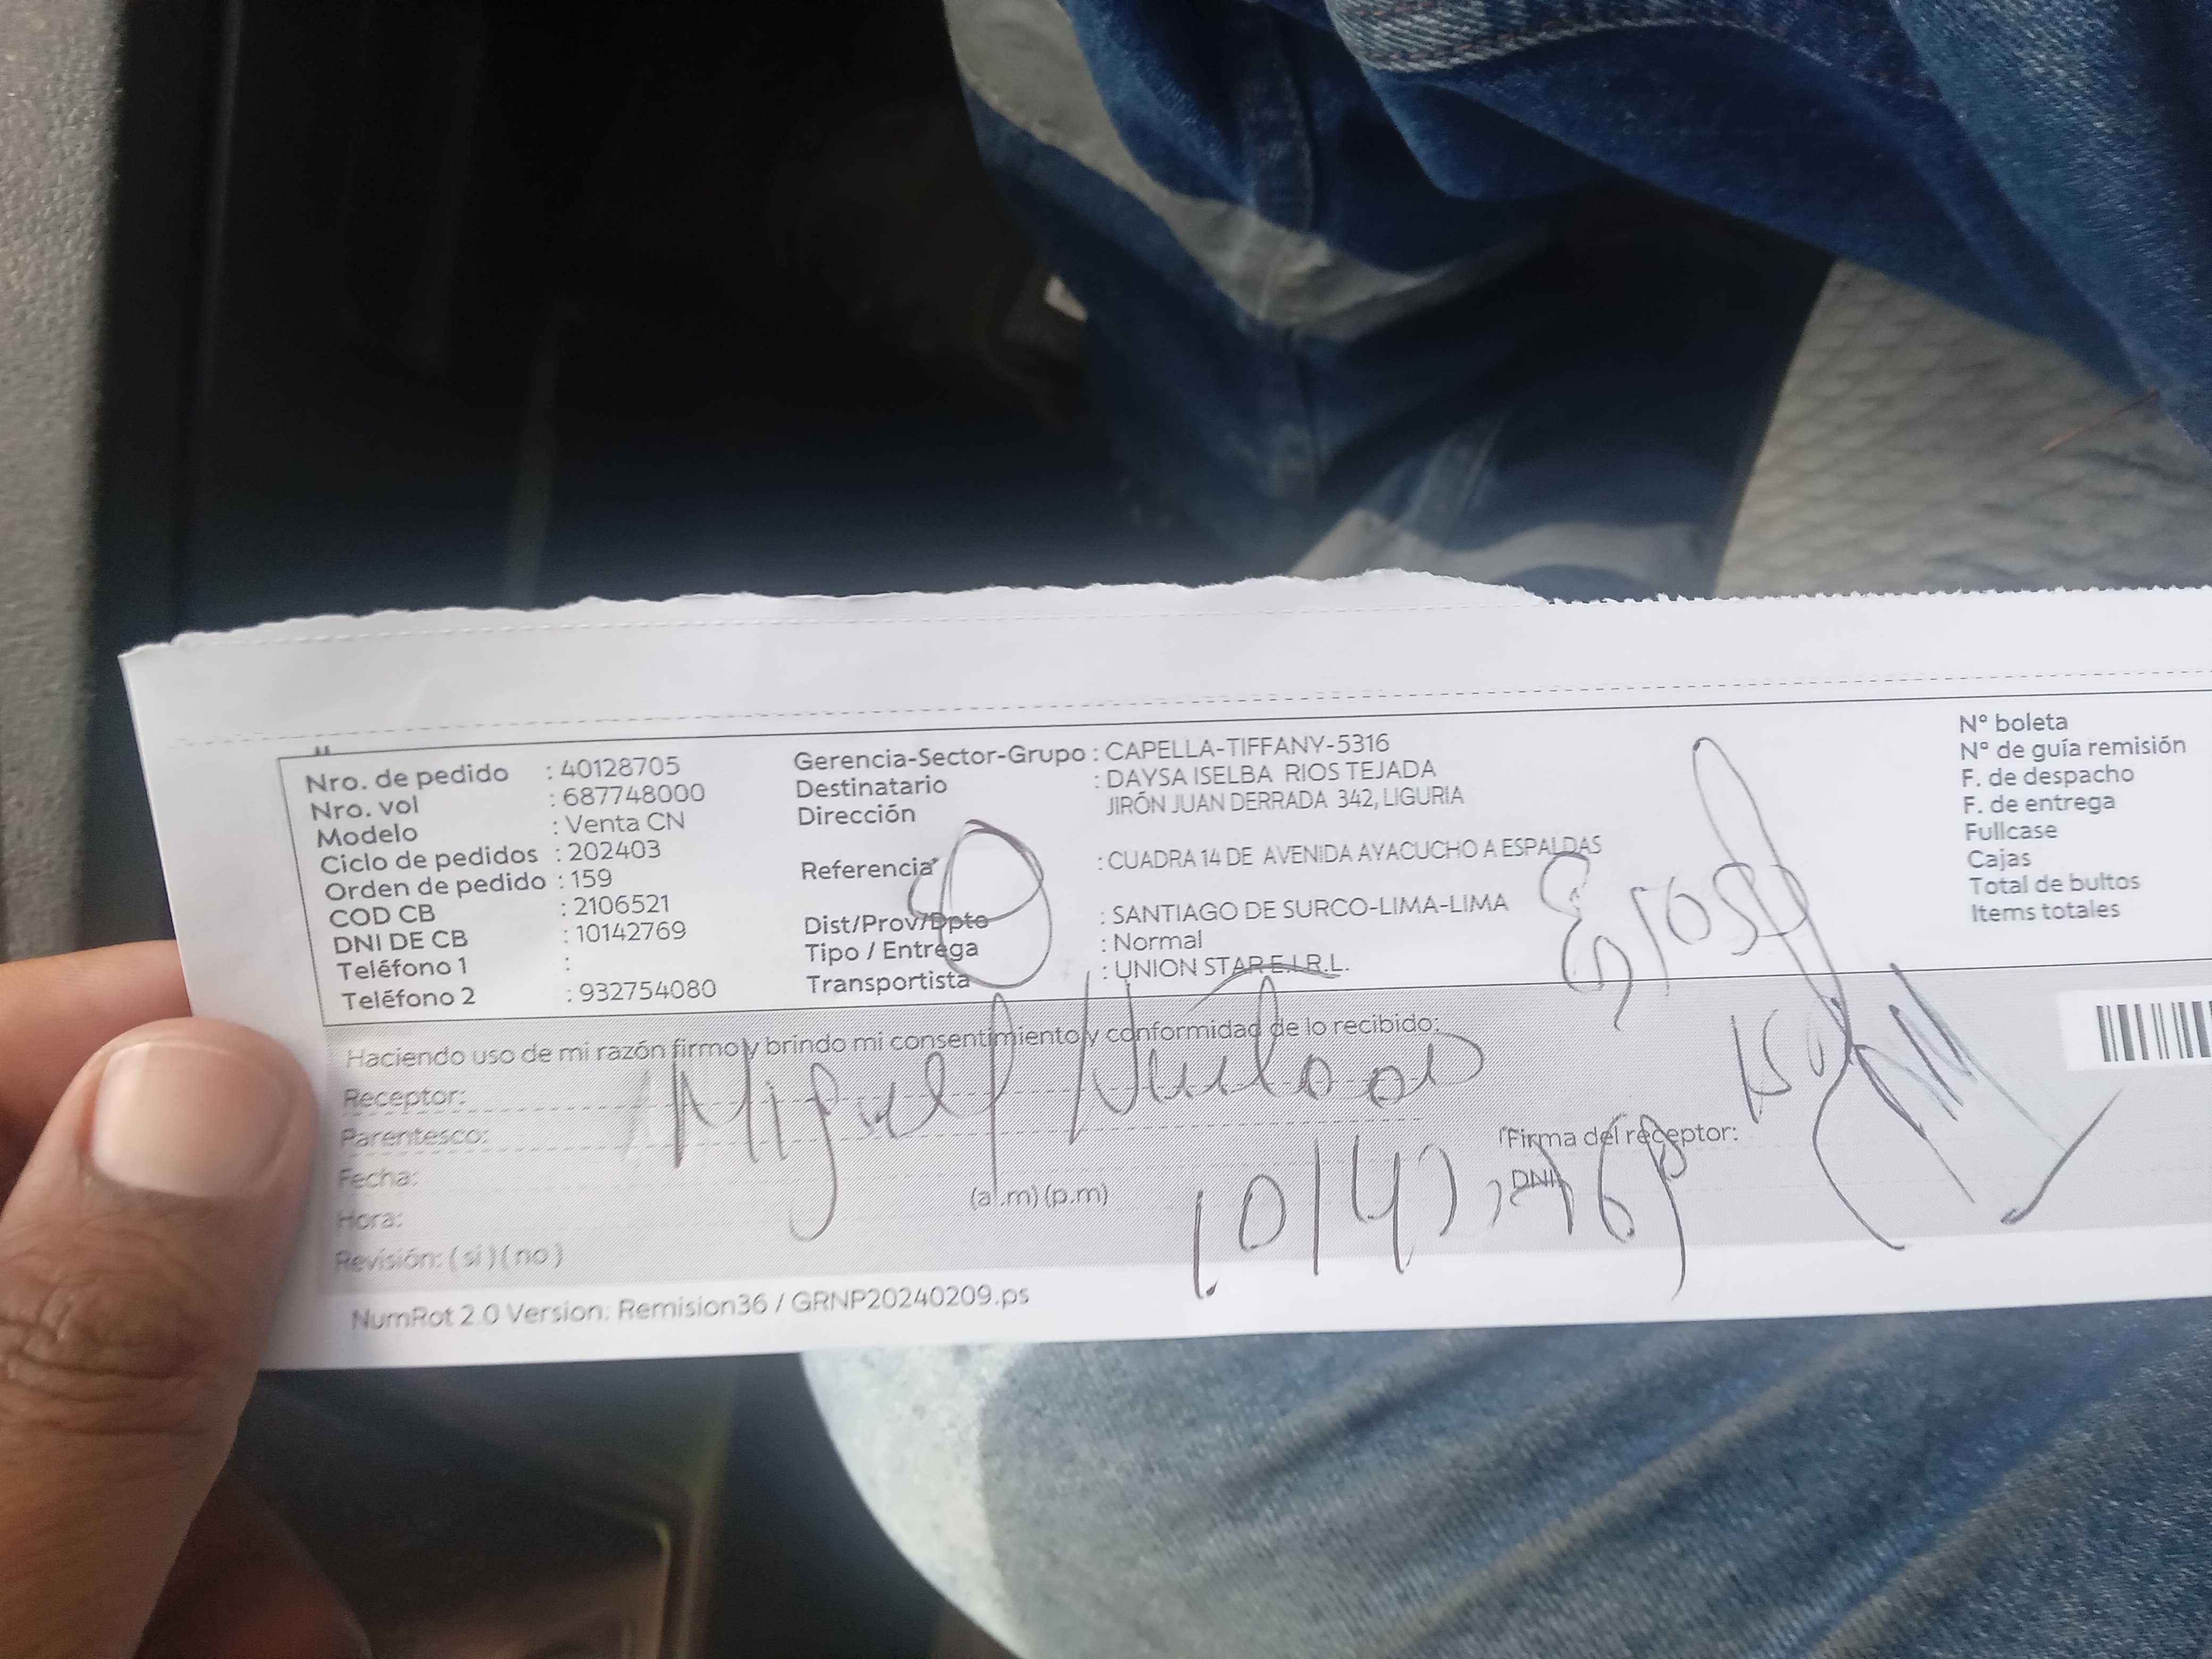 Nro. de pedido : 40128705
Nro. vol : 687748000
Modelo : Venta CN
Ciclo de pedidos : 202403
Orden de pedido : 159
COD CB : 2106521
DNI DE CB : 10142769
Teléfono 1 :
Teléfono 2 : 932754080
Gerencia-Sector-Grupo : CAPELLA-TIFFANY-5316
Destinatario : DAYSA ISELBA RIOS TEJADA
Dirección JIRÓN JUAN DERRADA 342, LIGURIA
Referencia : CUADRA 14 DE AVENIDA AYACUCHO A ESPALDAS
Dist/Prov/Dpto : SANTIAGO DE SURCO-LIMA-LIMA
Tipo / Entrega : Normal
Transportista : UNION STAR E.I.R.L.
N° boleta
N° de guía remisión
F. de despacho
F. de entrega
Fullcase
Cajas
Total de bultos
Items totales
Haciendo uso de mi razón firmo y brindo mi consentimiento y conformidad de lo recibido:
Receptor: Miguel
Parentesco:
Fecha:
Hora: (a.m) (p.m)
Revisión: ( si ) ( no )
Firma del receptor:
DNI
NumRot 2.0 Version: Remision36 / GRNP20240209.ps